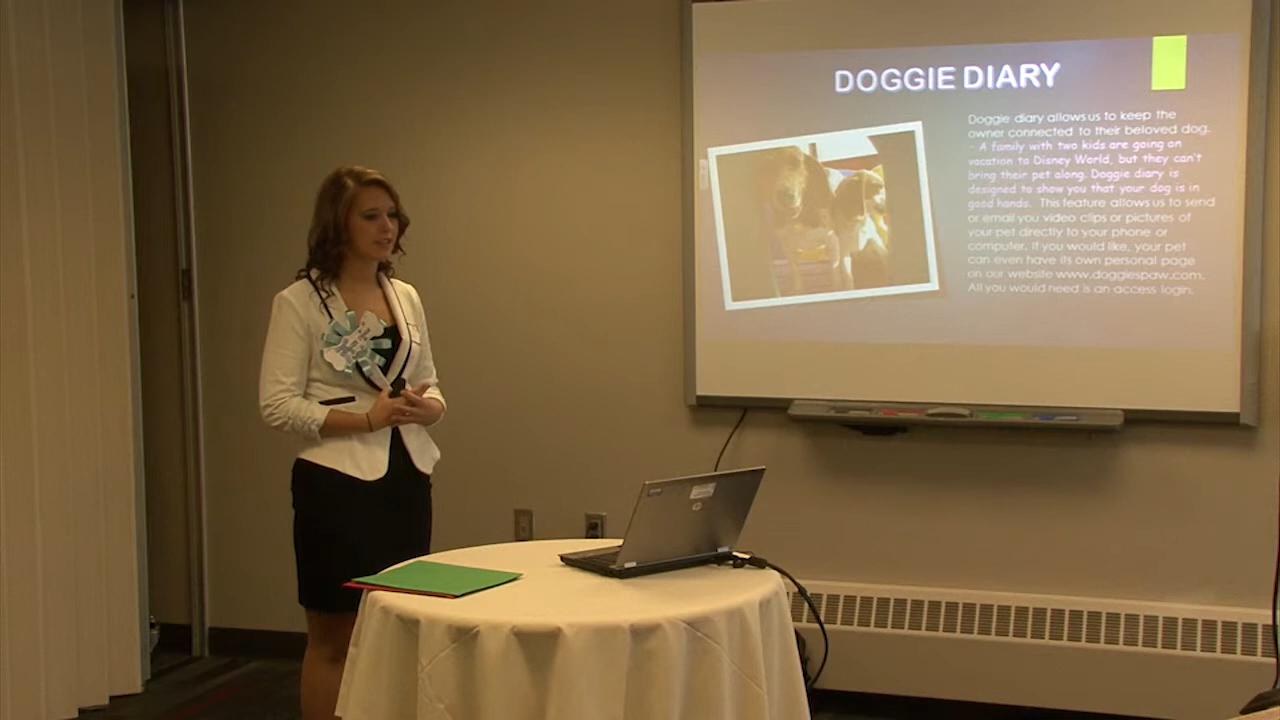 DOGGIE DIARY
Doggie diary allows us to keep the
owner connected to their beloved dog.
- A family with two kids are going on
vacation to Disney World, but they can't
bring their pet along. Doggie diary is
designed to show you that your dog is in
good hands. This feature allows us to send
or email you video clips or pictures of
your pet directly to your phone or
computer. If you would like, your pet
can even have its own personal page
on our website www.doggiespaw.com.
All you would need is an access login.
hp